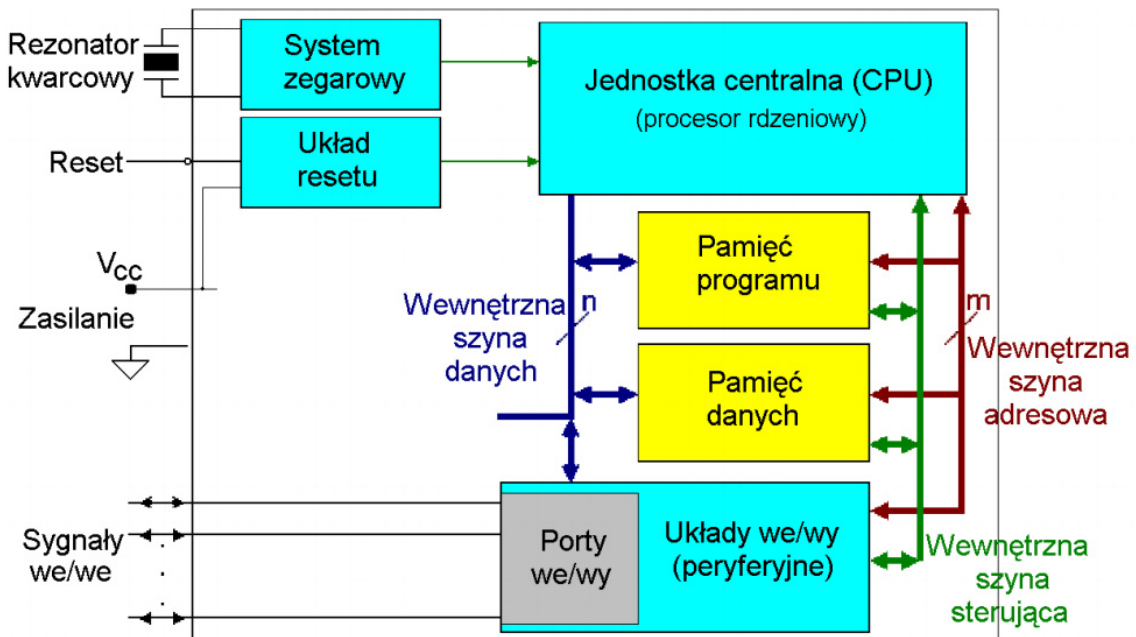 Rezonator
kwarcowy
System
zegarowy
Jednostka centralna (CPU)
(procesor rdzeniowy)
Reset
Układ
resetu
Vcc
Zasilanie
Pamięć
programu
Wewnętrzna
szyna
danych
n
m
Wewnętrzna
szyna
adresowa
Pamięć
danych
Sygnały
we/we
Porty
we/wy
Układy we/wy
(peryferyjne)
Wewnętrzna
szyna
sterująca